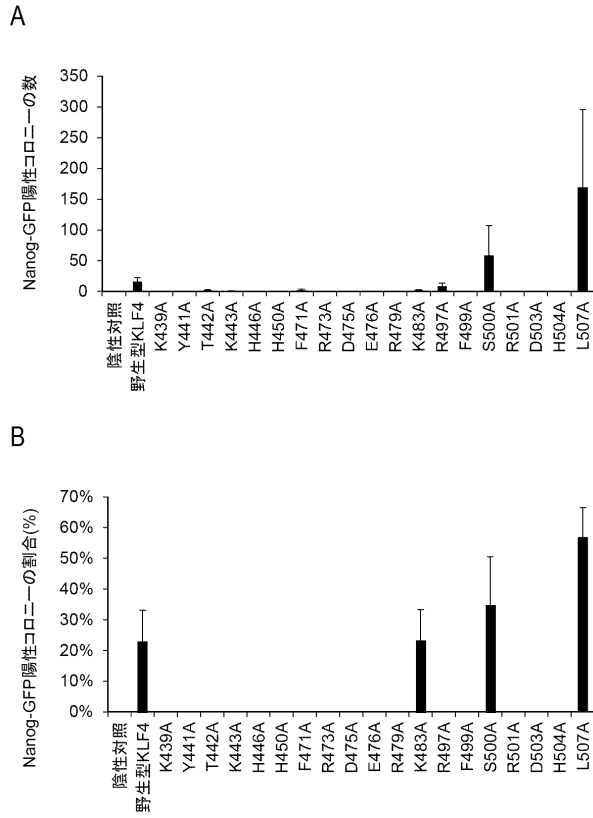 A
Nanog-GFP陽性コロニーの数
350
300
250
200
150
100
50
0
陰性対照
野生型KLF4
K439A
Y441A
T442A
K443A
H446A
H450A
F471A
R473A
D475A
E476A
R479A
K483A
R497A
F499A
S500A
R501A
D503A
H504A
L507A
B
Nanog-GFP陽性コロニーの割合(%)
70%
60%
50%
40%
30%
20%
10%
0%
陰性対照
野生型KLF4
K439A
Y441A
T442A
K443A
H446A
H450A
F471A
R473A
D475A
E476A
R479A
K483A
R497A
F499A
S500A
R501A
D503A
H504A
L507A